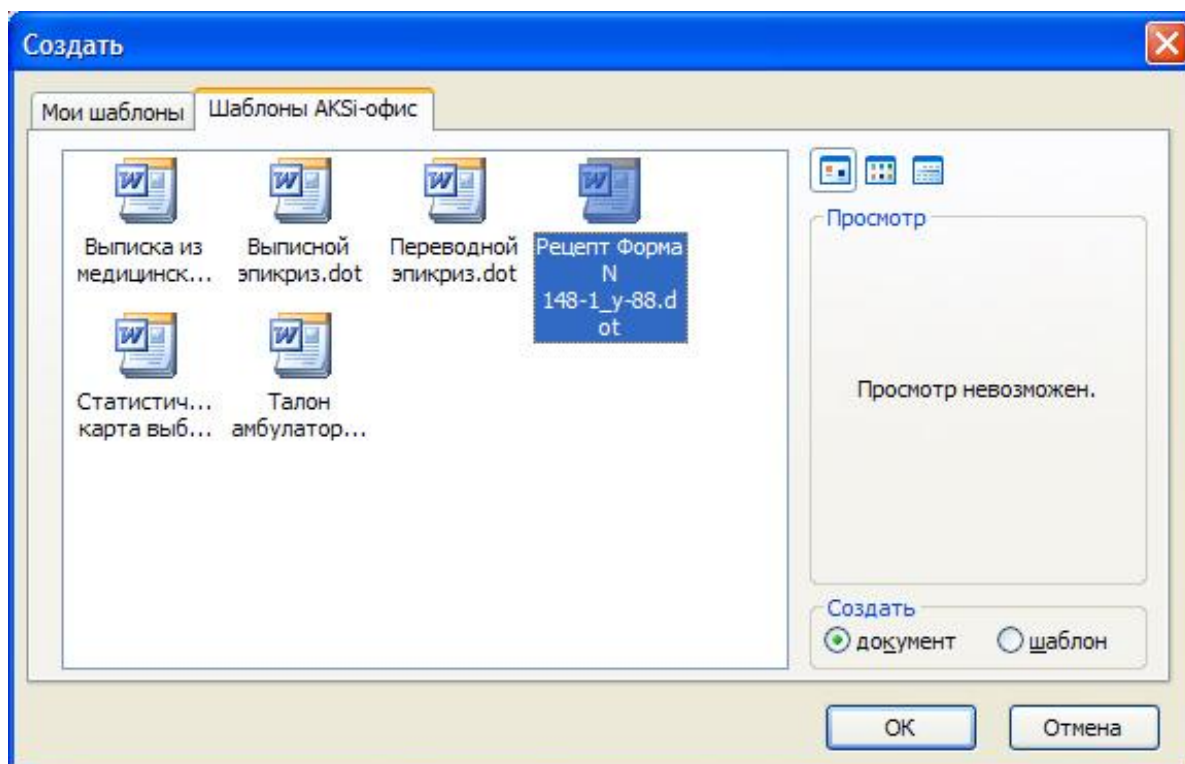 Создать
Мои шаблоны
Шаблоны AKSi-офис
Выписка из
медицинск...
Выписной
эпикриз.dot
Переводной
эпикриз.dot
Рецепт Форма
N
148-1_у-88.d
ot
Статистич...
карта выб...
Талон
амбулатор...
Просмотр
Просмотр невозможен.
Создать
документ
шаблон
ОК
Отмена